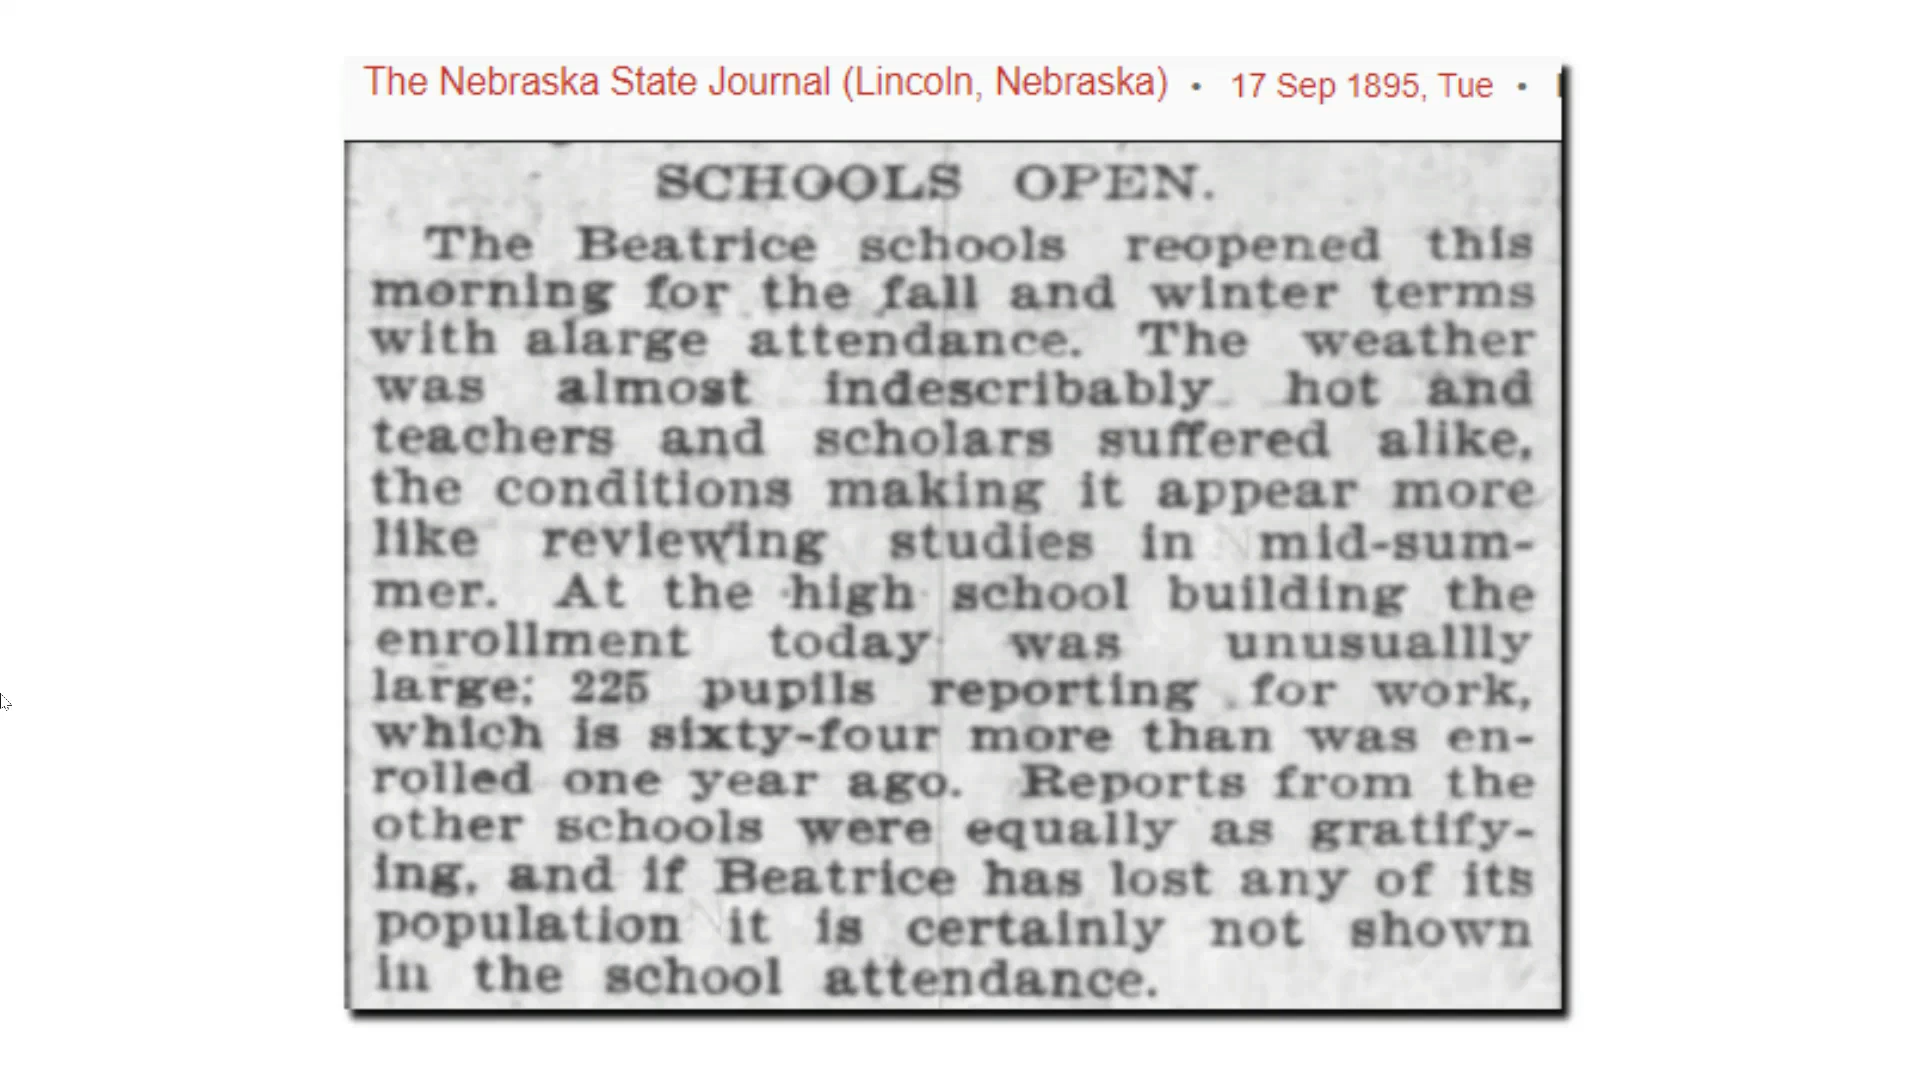 The Nebraska State Journal (Lincoln, Nebraska) • 17 Sep 1895, Tue •
SCHOOLS OPEN.
The Beatrice schools reopened this
morning for the fall and winter terms
with alarge attendance. The weather
was almost indescribably hot and
teachers and scholars suffered alike,
the conditions making it appear more
like reviewing studies in mid-sum-
mer. At the high school building the
enrollment today was unusuallly
large; 225 pupils reporting for work,
which is sixty-four more than was en-
rolled one year ago. Reports from the
other schools were equally as gratify-
ing, and if Beatrice has lost any of its
population it is certainly not shown
in the school attendance.